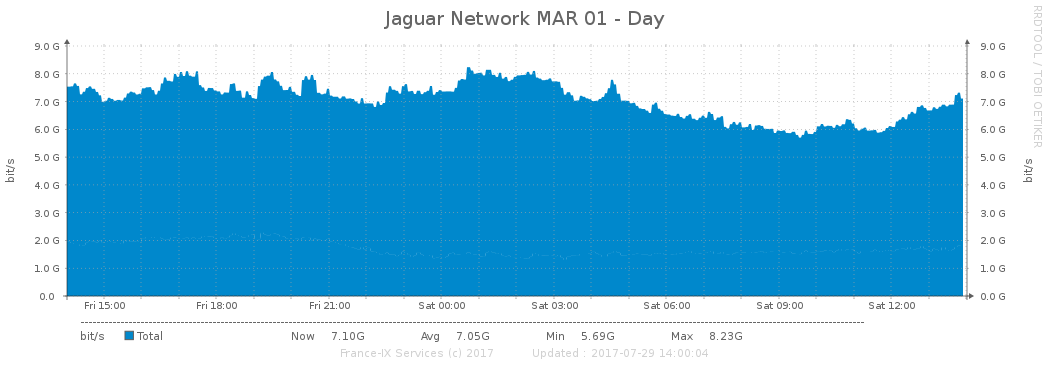 Jaguar Network MAR 01 - Day
RRDTOOL / TOBI OETIKER
bit/s
9.0 G
8.0 G
7.0 G
6.0 G
5.0 G
4.0 G
3.0 G
2.0 G
1.0 G
0.0
9.0 G
8.0 G
7.0 G
6.0 G
5.0 G
4.0 G
3.0 G
2.0 G
1.0 G
0.0 G
bit/s
Fri 15:00 Fri 18:00 Fri 21:00 Sat 00:00 Sat 03:00 Sat 06:00 Sat 09:00 Sat 12:00
bit/s Total Now 7.10G Avg 7.05G Min 5.69G Max 8.23G
France-IX Services (c) 2017 Updated : 2017-07-29 14:00:04